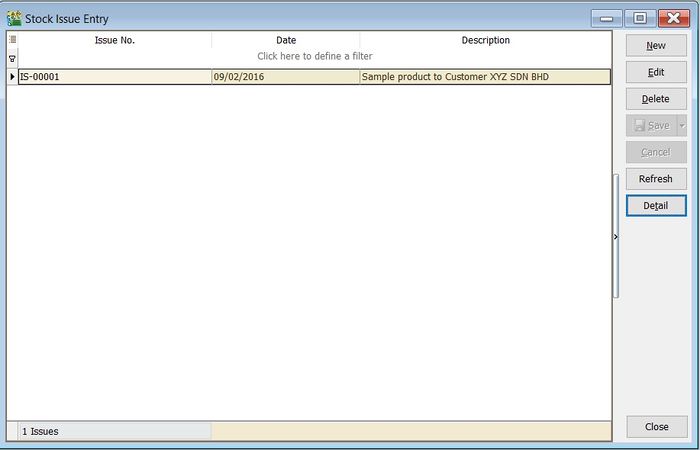 Stock Issue Entry
Issue No. Date Description
Click here to define a filter
IS-00001 09/02/2016 Sample product to Customer XYZ SDN BHD
1 Issues
New
Edit
Delete
Save
Cancel
Refresh
Detail
Close